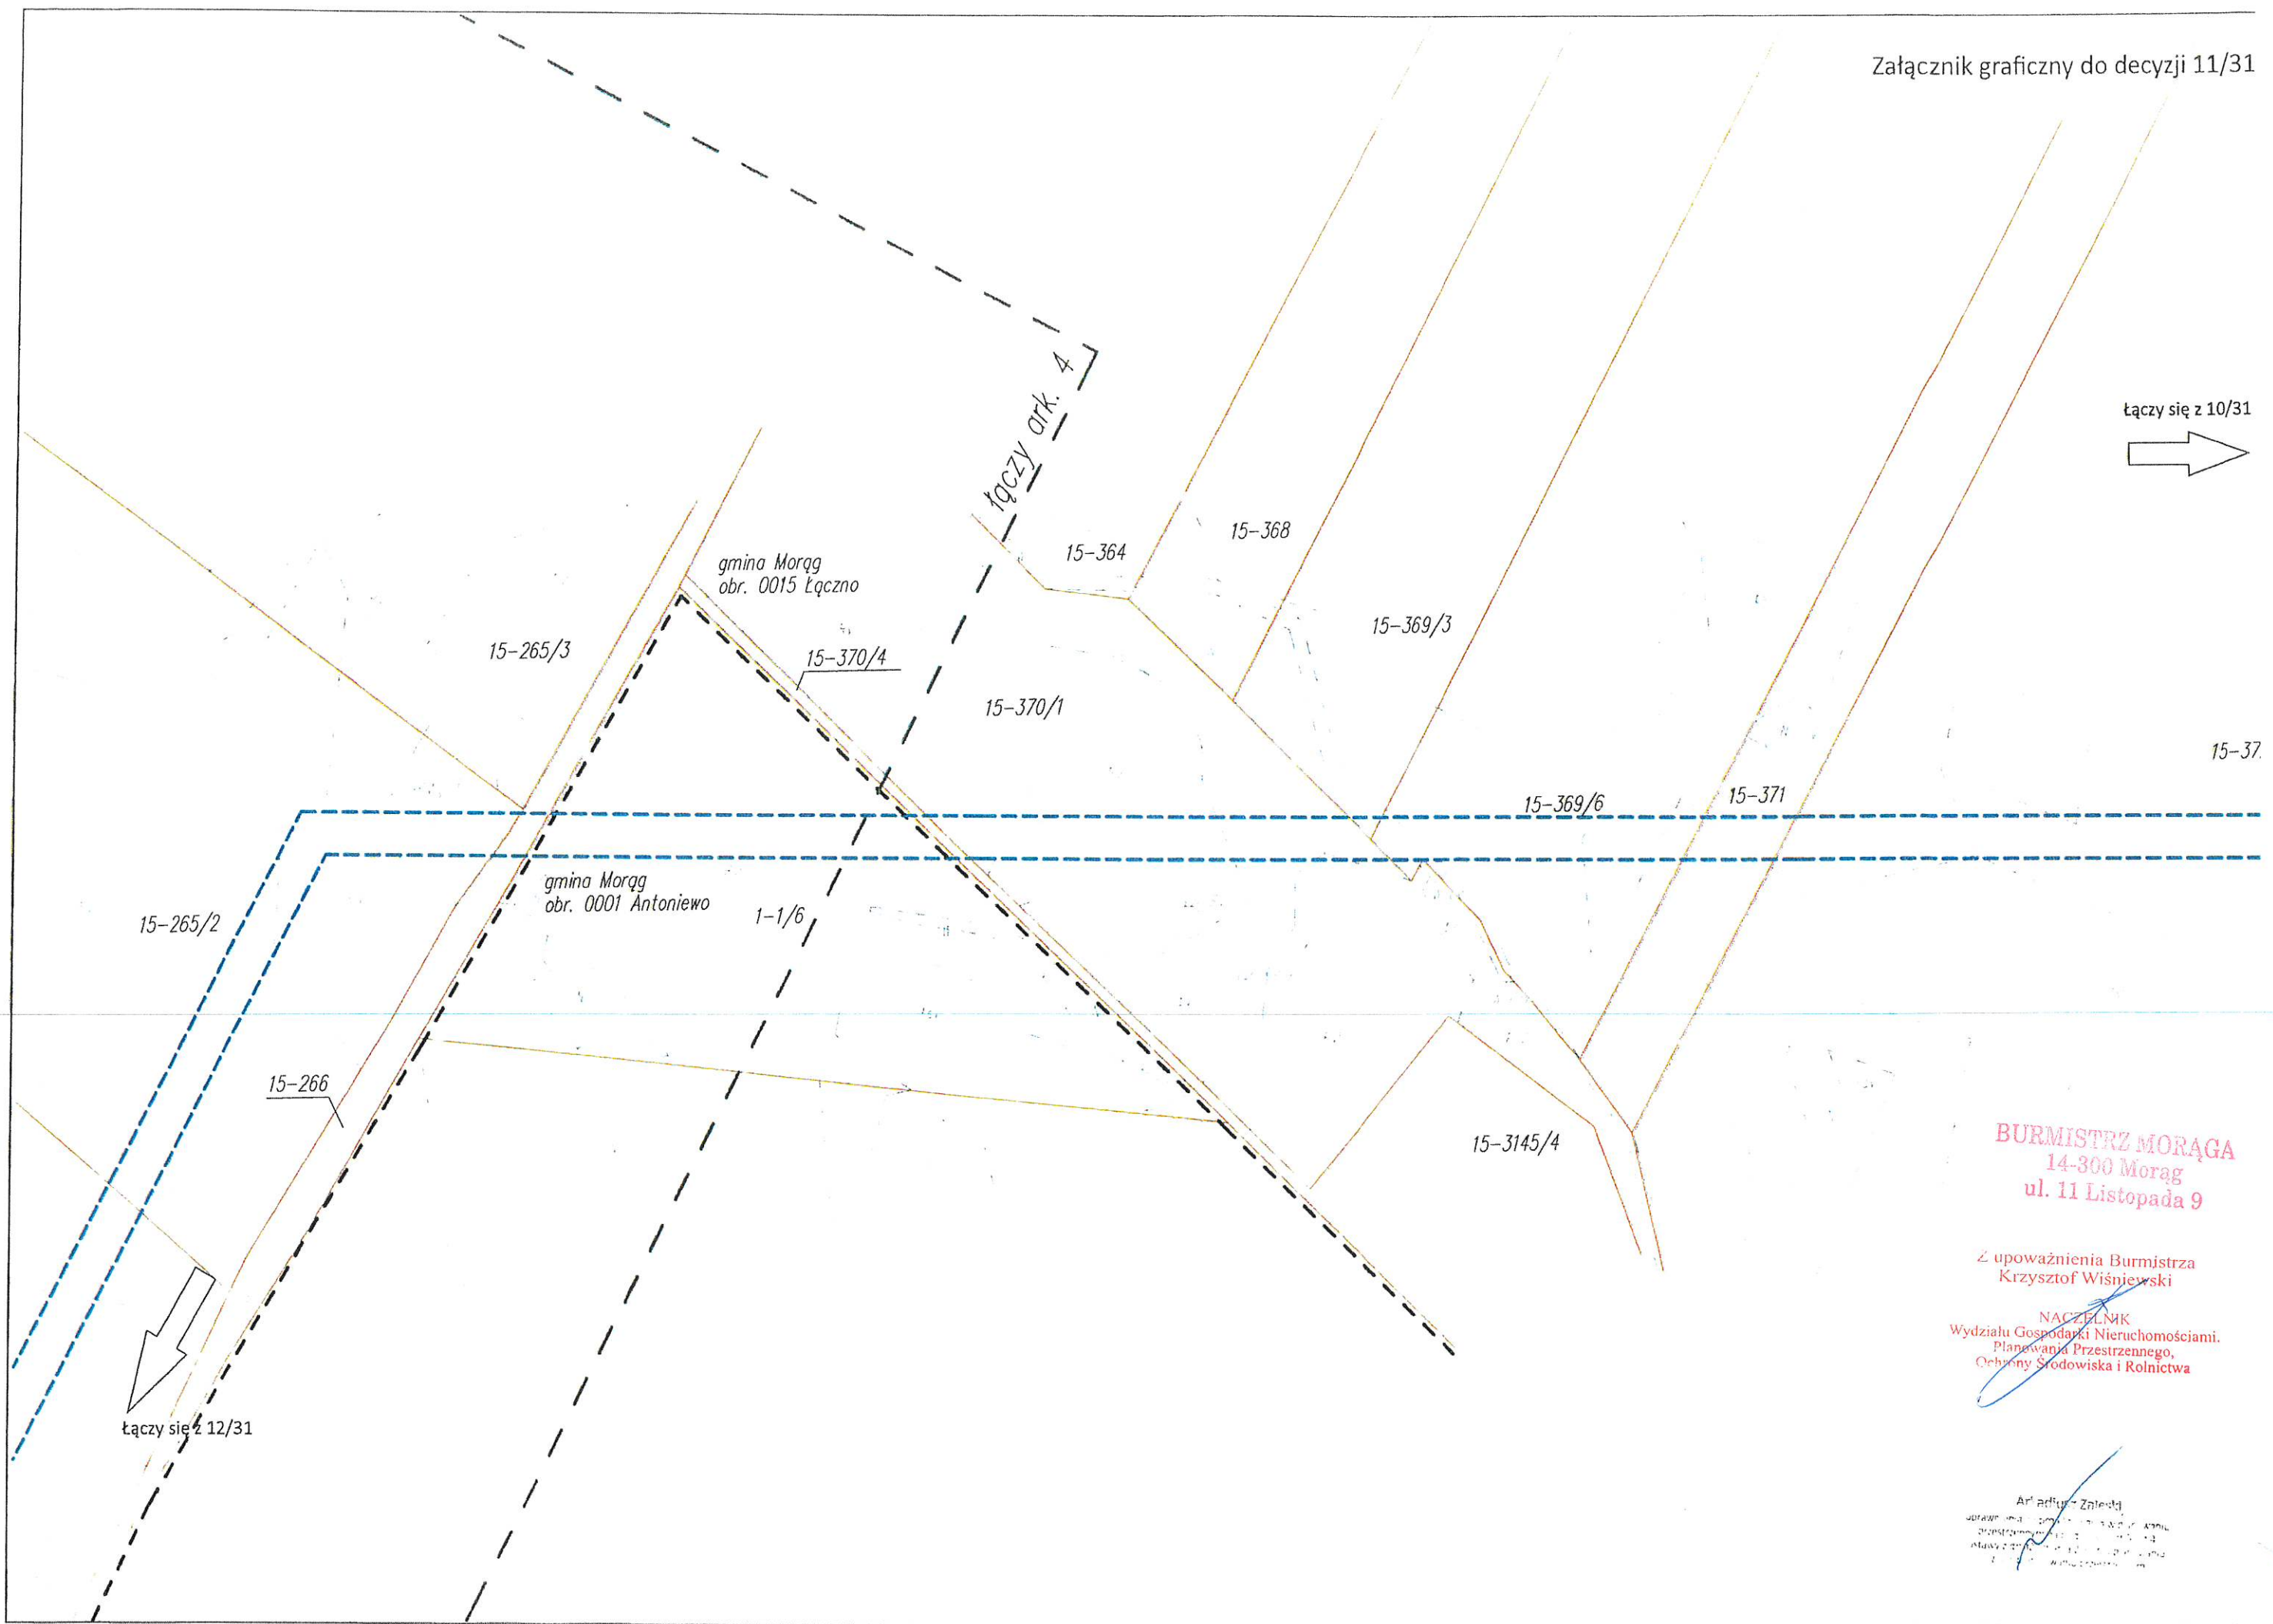 Załącznik graficzny do decyzji 11/31
łączy ark. 4
Łączy się z 10/31
15-364
15-368
gmina Morąg
obr. 0015 Łączno
15-369/3
15-265/3
15-370/4
15-370/1
15-37
15-369/6
15-371
gmina Morąg
obr. 0001 Antoniewo
1-1/6
15-265/2
15-266
15-3145/4
BURMISTRZ MORĄGA
14-300 Morąg
ul. 11 Listopada 9
Z upoważnienia Burmistrza
Krzysztof Wiśniewski
NACZELNIK
Wydziału Gospodarki Nieruchomościami.
Planowania Przestrzennego,
Ochrony Środowiska i Rolnictwa
Łączy się z 12/31
Zaleski